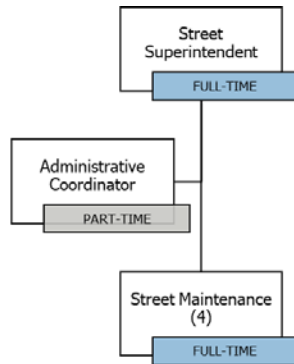 Street
Superintendent
FULL-TIME
Administrative
Coordinator
PART-TIME
Street Maintenance
(4)
FULL-TIME